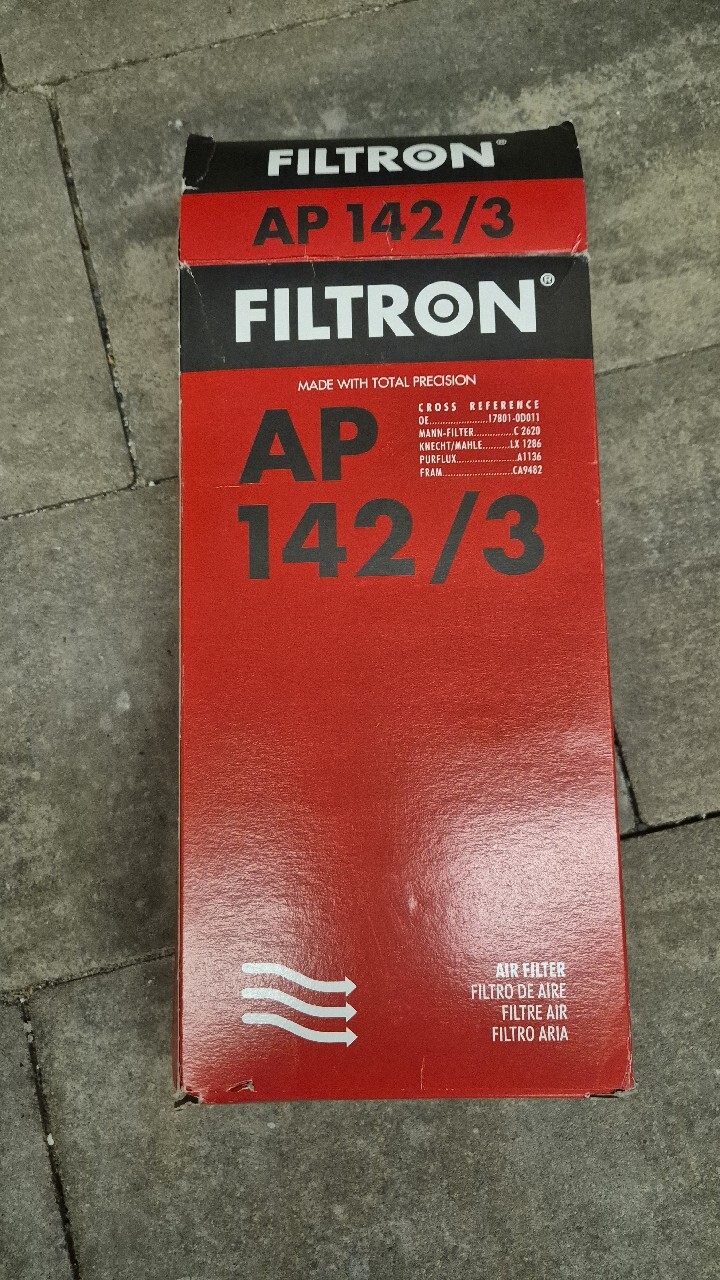 FILTRON®
AP 142/3
FILTRON®
MADE WITH TOTAL PRECISION
AP
142/3
CROSS REFERENCE
OE......................17801-0D011
MANN-FILTER...............C 2620
KNECHT/MAHLE..........LX 1286
PURFLUX.......................A1136
FRAM..........................CA9482
AIR FILTER
FILTRO DE AIRE
FILTRE AIR
FILTRO ARIA